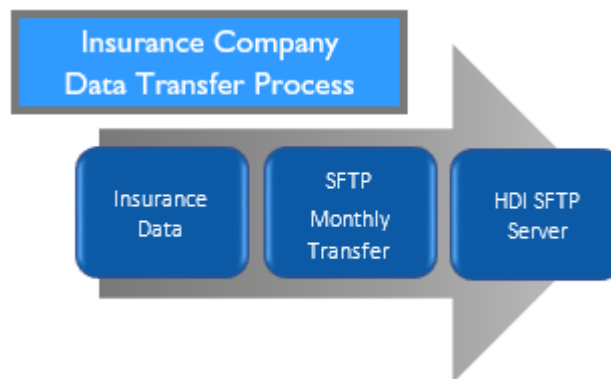 Insurance Company
Data Transfer Process
Insurance
Data
SFTP
Monthly
Transfer
HDI SFTP
Server